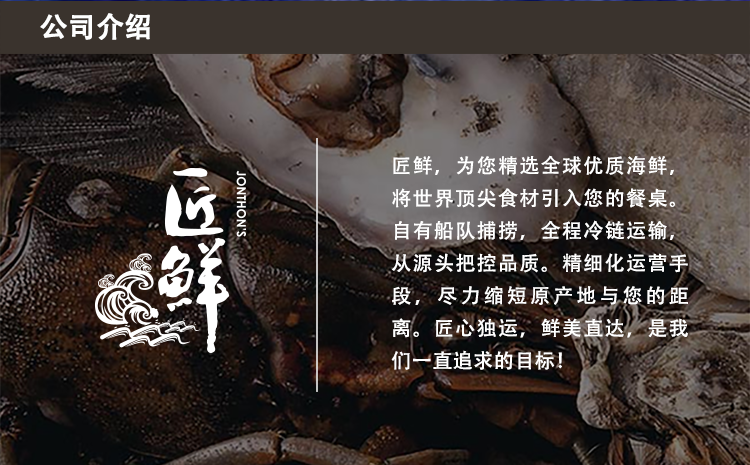 公司介绍
匠鲜
JONTHON'S
匠鲜，为您精选全球优质海鲜，
将世界顶尖食材引入您的餐桌。
自有船队捕捞，全程冷链运输，
从源头把控品质。精细化运营手
段，尽力缩短原产地与您的距
离。匠心独运，鲜美直达，是我
们一直追求的目标！